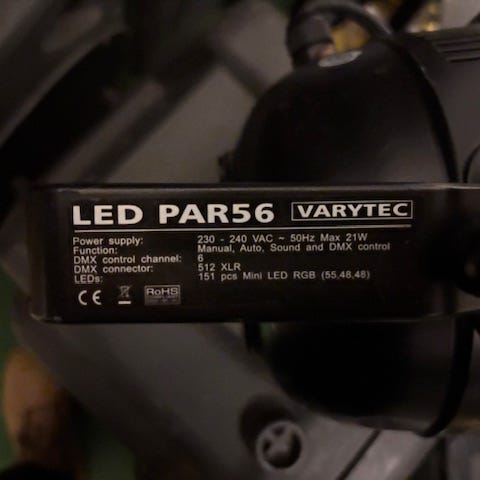 LED PAR56 VARYTEC
Power supply: 230 - 240 VAC ~ 50Hz Max 21W
Function: Manual, Auto, Sound and DMX control
DMX control channel: 6
DMX connector: 512 XLR
LEDs: 151 pcs Mini LED RGB (55,48,48)
CE RoHS